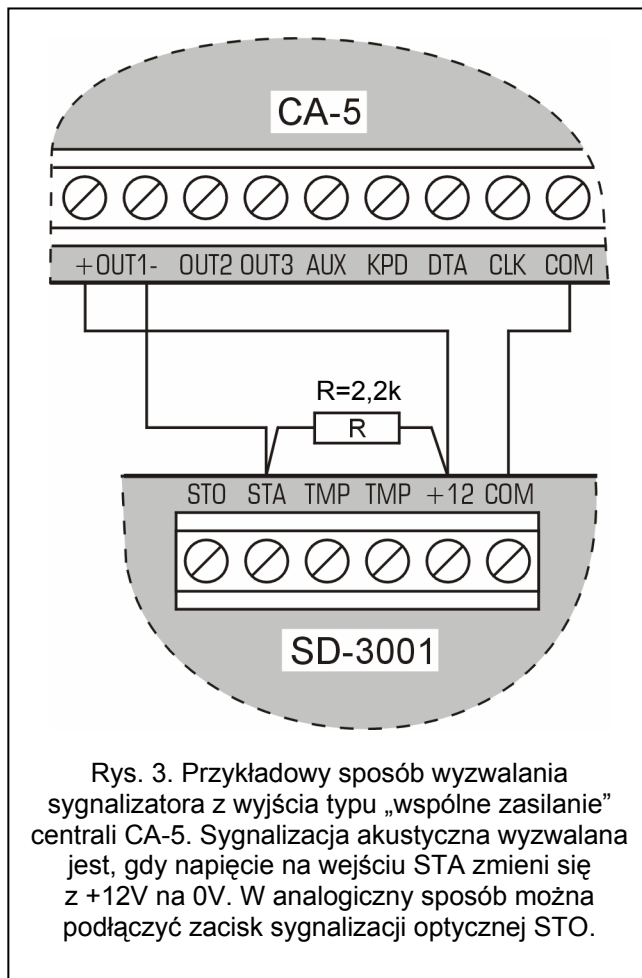 CA-5
+OUT1- OUT2 OUT3 AUX KPD DTA CLK COM
R=2,2k
R
STO STA TMP TMP +12 COM
SD-3001
Rys. 3. Przykładowy sposób wyzwalania
sygnalizatora z wyjścia typu „wspólne zasilanie”
centrali CA-5. Sygnalizacja akustyczna wyzwalana
jest, gdy napięcie na wejściu STA zmieni się
z +12V na 0V. W analogiczny sposób można
podłączyć zacisk sygnalizacji optycznej STO.